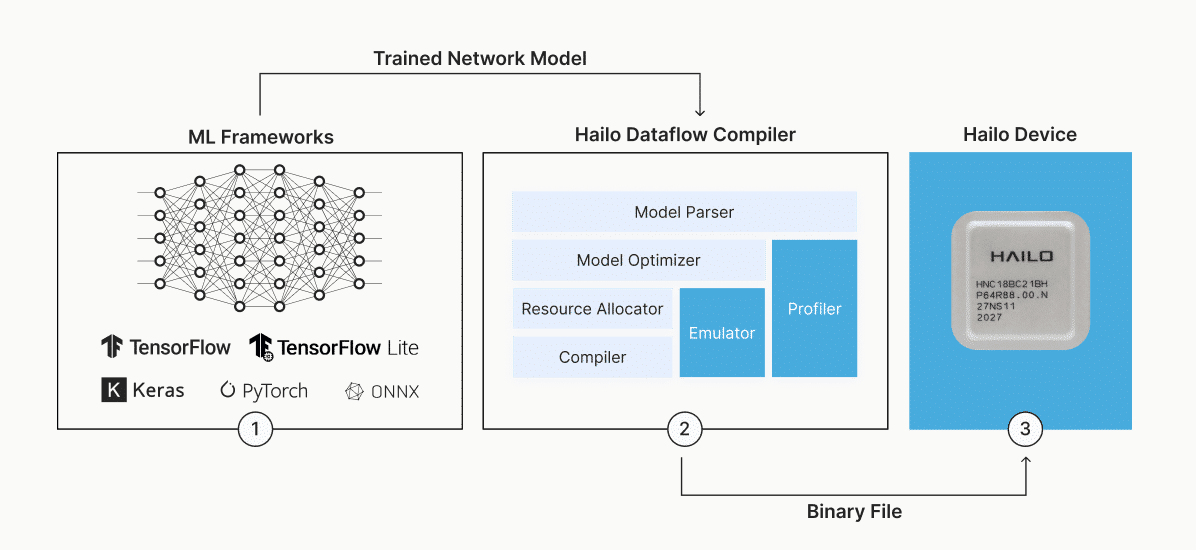 Trained Network Model
ML Frameworks
Hailo Dataflow Compiler
Hailo Device
TensorFlow
TensorFlow Lite
K Keras
PyTorch
ONNX
1
Model Parser
Model Optimizer
Resource Allocator
Compiler
Emulator
Profiler
2
HAILO
HNC18BC21BH
P64R88.00.N
27NS11
2027
3
Binary File